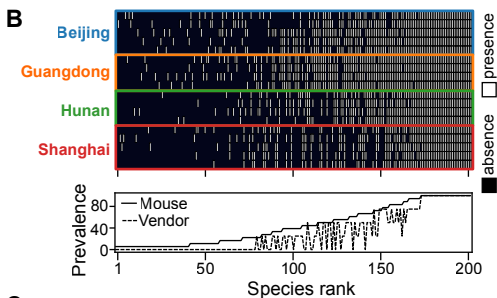 B
Beijing
Guangdong
Hunan
Shanghai
presence
absence
Prevalence
80
40
0
Mouse
Vendor
1 50 100 150 200
Species rank